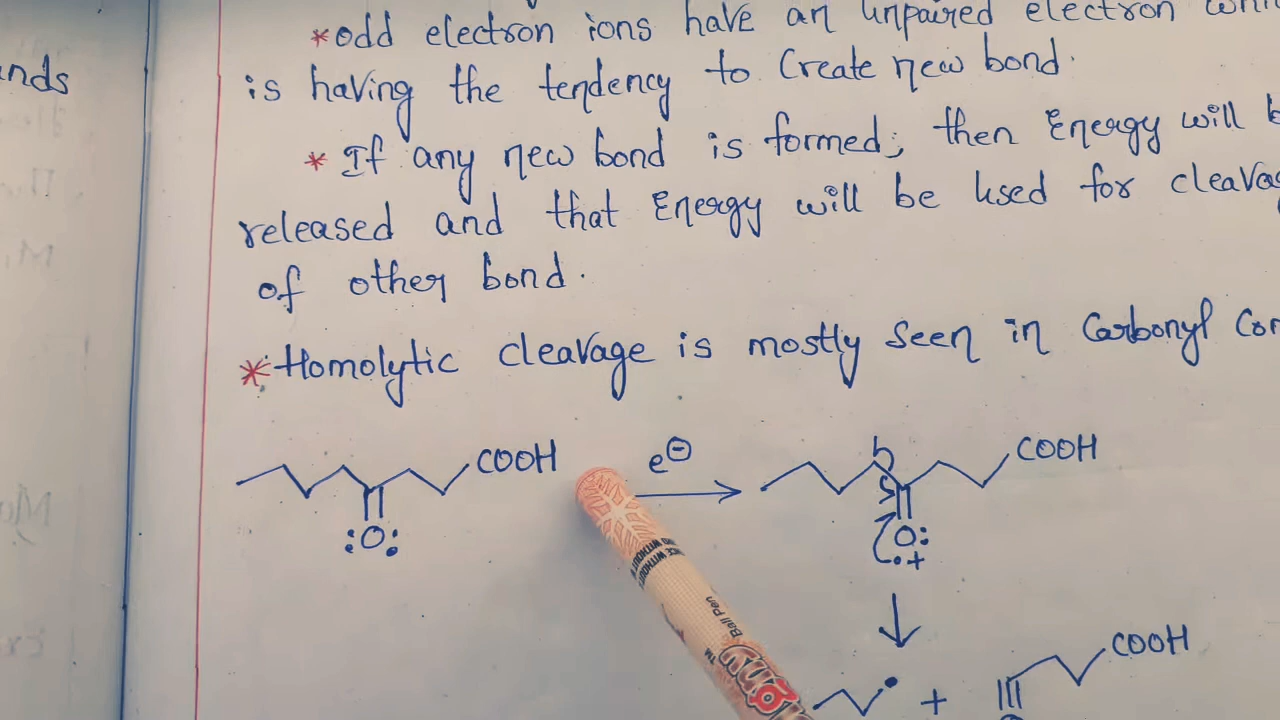 *odd electron ions have an unpaired electron
is having the tendency to Create new bond.
* If any new bond is formed, then Energy will
released and that Energy will be Used for
of other bond.
*Homolytic cleavage is mostly Seen in Carbonyl
COOH
:O:
e⊖
COOH
O:
.+
COOH
+
Ball Pen